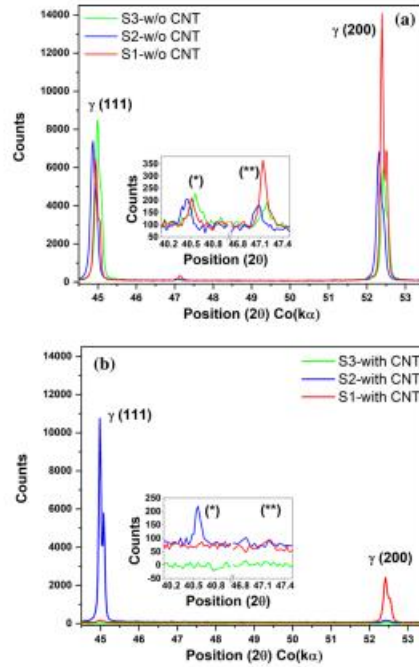 S3-w/o CNT
S2-w/o CNT
S1-w/o CNT
(a)
γ (200)
γ (111)
14000
12000
10000
8000
6000
4000
2000
0
Counts
350
300
250
200
150
100
50
Counts
(*)
(**)
40.2 40.5 46.8 47.1 47.4
Position (2θ)
45 46 47 48 49 50 51 52 53
Position (2θ) Co(kα)
(b)
S3-with CNT
S2-with CNT
S1-with CNT
γ (111)
14000
12000
10000
8000
6000
4000
2000
0
Counts
250
200
150
100
50
0
-50
Counts
(*)
(**)
40.2 40.5 46.8 47.1 47.4
Position (2θ)
γ (200)
45 46 47 48 49 50 51 52 53
Position (2θ) Co(kα)